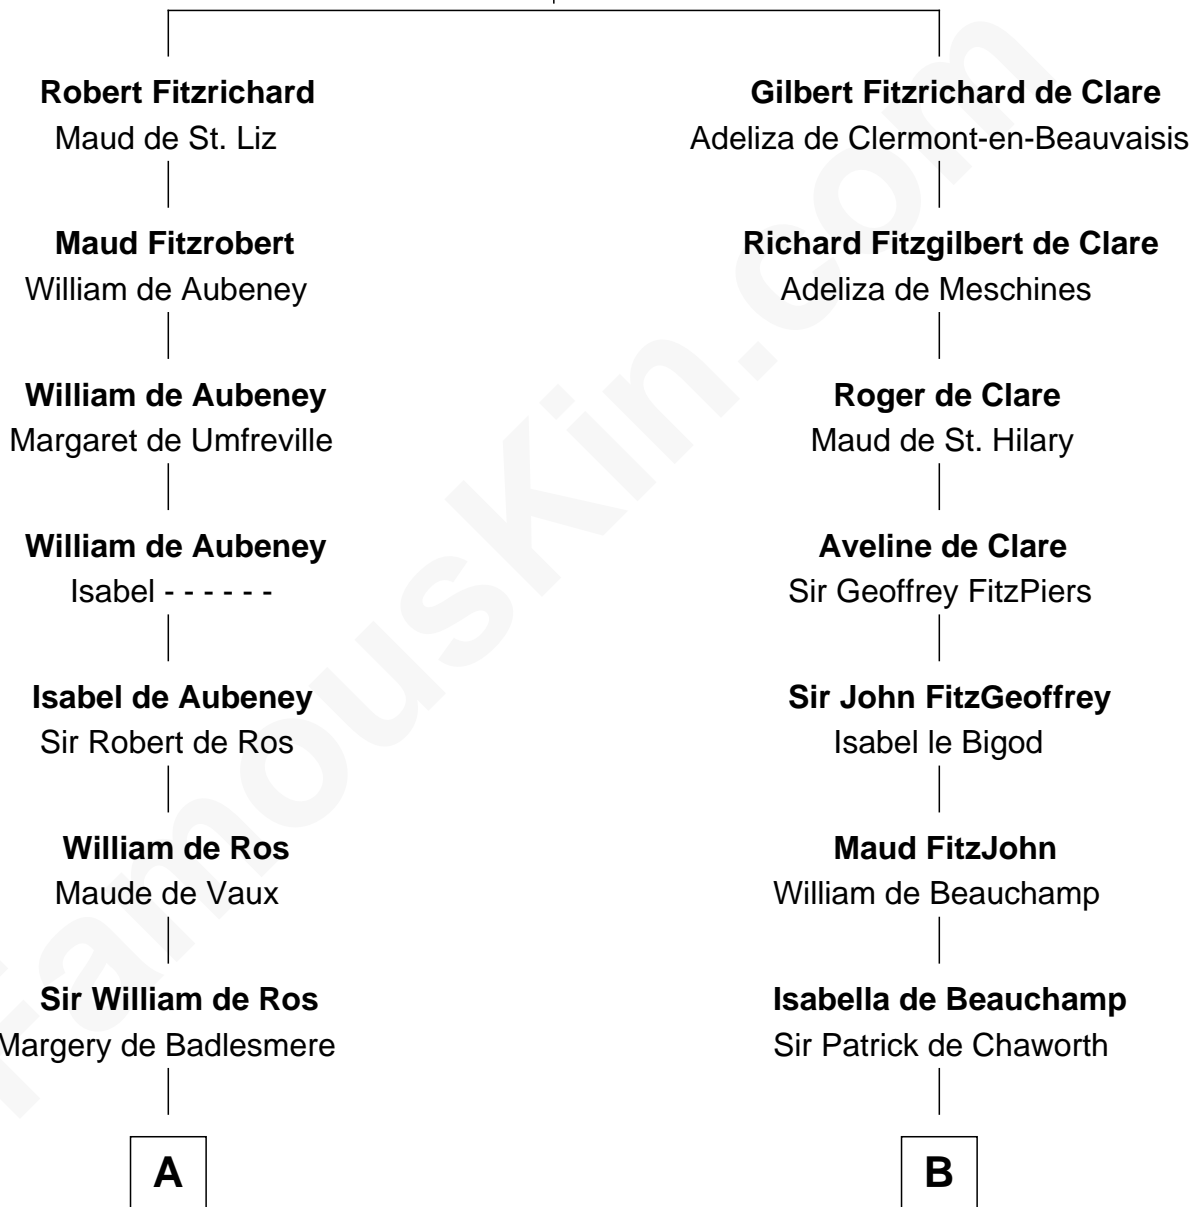 Robert Fitzrichard
Maud de St. Liz
Maud Fitzrobert
William de Aubeney
William de Aubeney
Margaret de Umfreville
William de Aubeney
Isabel - - - - - -
Isabel de Aubeney
Sir Robert de Ros
William de Ros
Maude de Vaux
Sir William de Ros
Margery de Badlesmere
A
Gilbert Fitzrichard de Clare
Adeliza de Clermont-en-Beauvaisis
Richard Fitzgilbert de Clare
Adeliza de Meschines
Roger de Clare
Maud de St. Hilary
Aveline de Clare
Sir Geoffrey FitzPiers
Sir John FitzGeoffrey
Isabel le Bigod
Maud FitzJohn
William de Beauchamp
Isabella de Beauchamp
Sir Patrick de Chaworth
B
FamousKin.com